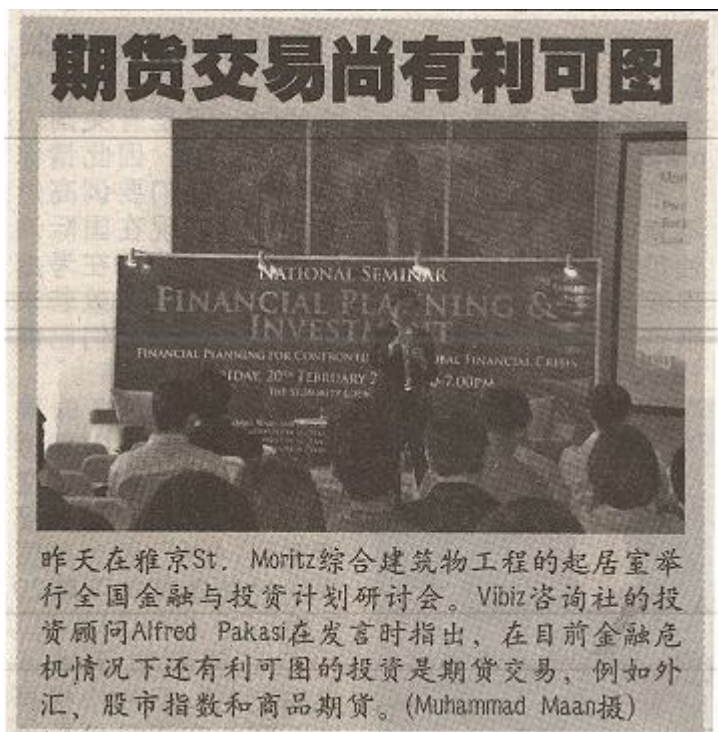 期货交易尚有利可图
NATIONAL SEMINAR
FINANCIAL PLANNING &
INVESTMENT
FINANCIAL PLANNING FOR CONFRONTED GLOBAL FINANCIAL CRISIS
20TH FEBRUARY 7.00PM
昨天在雅京St. Moritz综合建筑物工程的起居室举
行全国金融与投资计划研讨会。Vibiz咨询社的投
资顾问Alfred Pakasi在发言时指出、在目前金融危
机情况下还有利可图的投资是期货交易，例如外
汇、股市指数和商品期货。(Muhammad Maan摄)